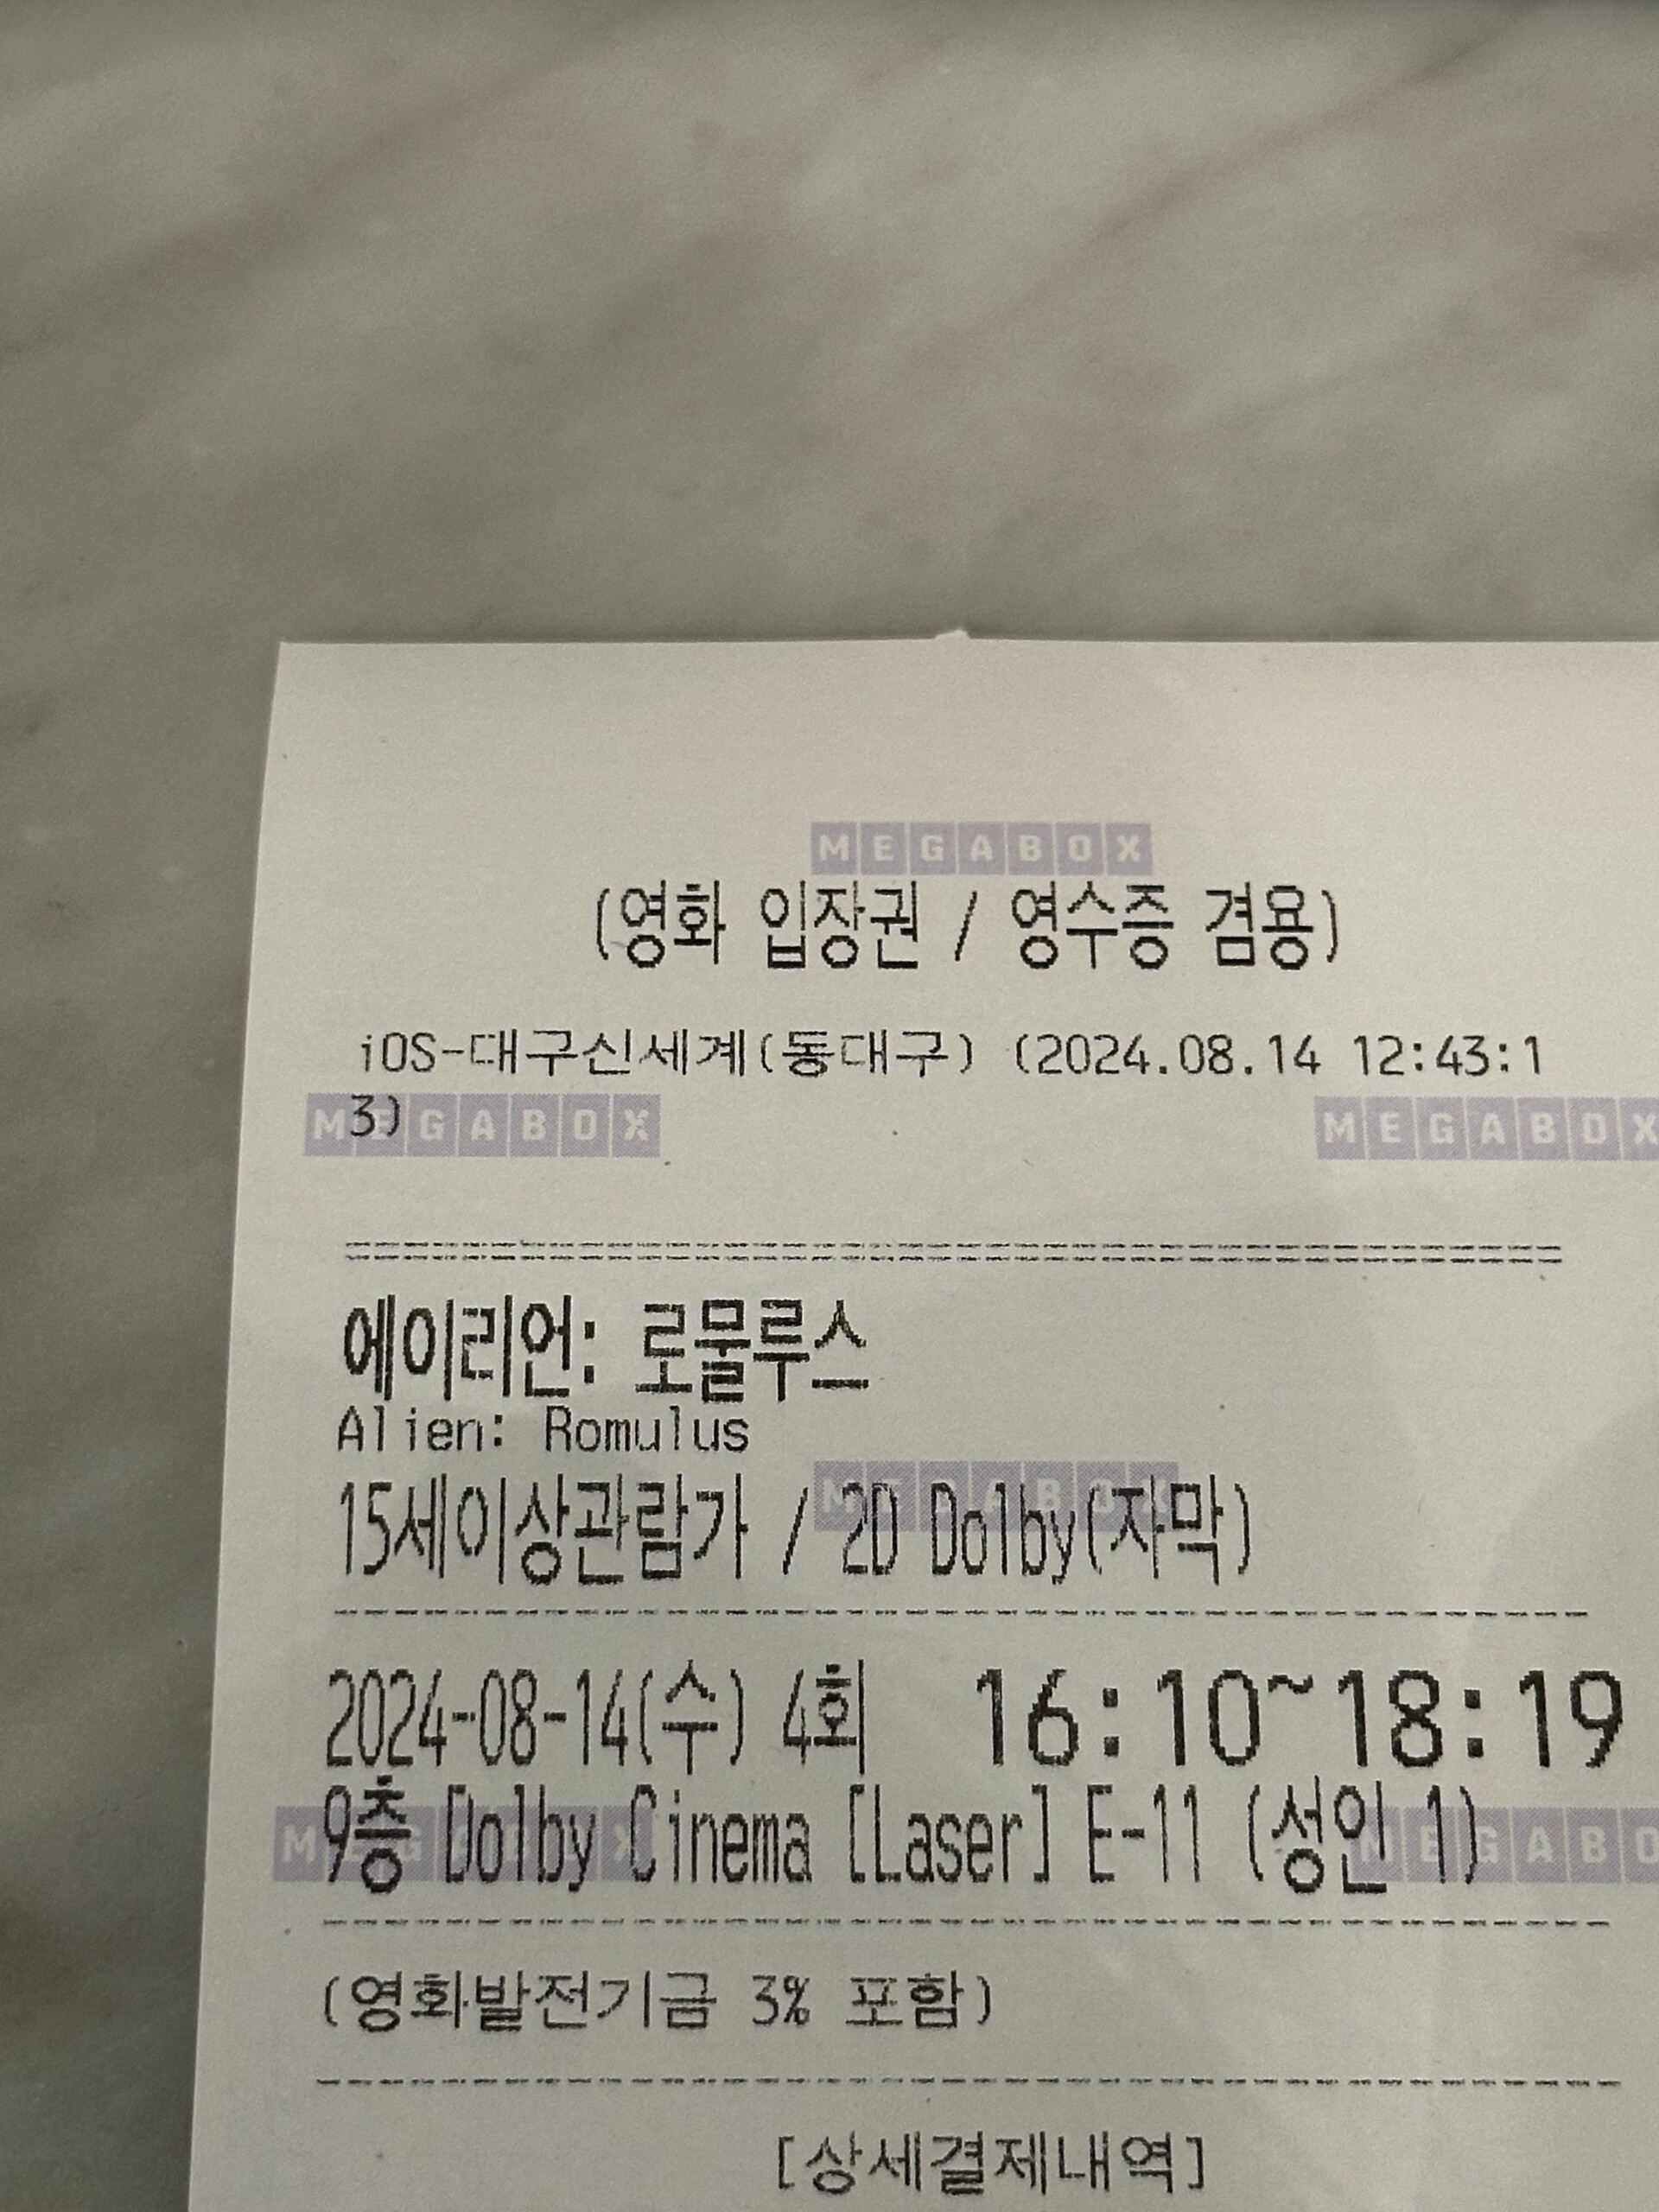 MEGABOX
(영화 입장권 / 영수증 겸용)
iOS-대구신세계(동대구) (2024.08.14 12:43:1
3)
MEGABOX MEGABOX
에이리언: 로물루스
Alien: Romulus
MEGABOX
15세이상관람가 / 2D Dolby(자막)
2024-08-14(수) 4회 16:10~18:19
9층 Dolby Cinema [Laser] E-11 (성인 1)
MEGABOX MEGABO
(영화발전기금 3% 포함)
[상세결제내역]